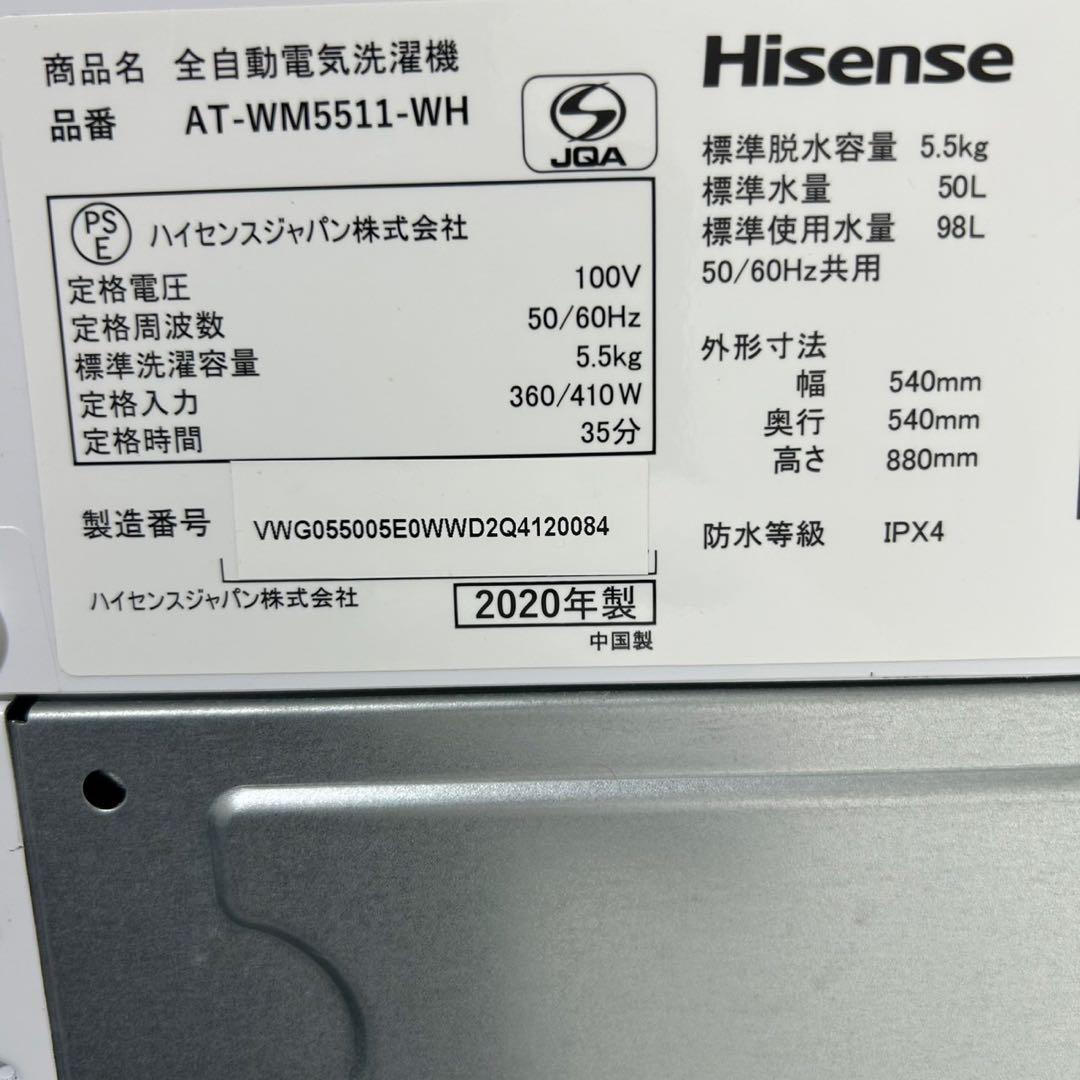 商品名 全自動電気洗濯機
品番 AT-WM5511-WH
JQA
PS
E
ハイセンスジャパン株式会社
定格電圧 100V
定格周波数 50/60Hz
標準洗濯容量 5.5kg
定格入力 360/410W
定格時間 35分
製造番号 VWG055005E0WWD2Q4120084
ハイセンスジャパン株式会社
2020年製
中国製
Hisense
標準脱水容量 5.5kg
標準水量 50L
標準使用水量 98L
50/60Hz共用
外形寸法
幅 540mm
奥行 540mm
高さ 880mm
防水等級 IPX4